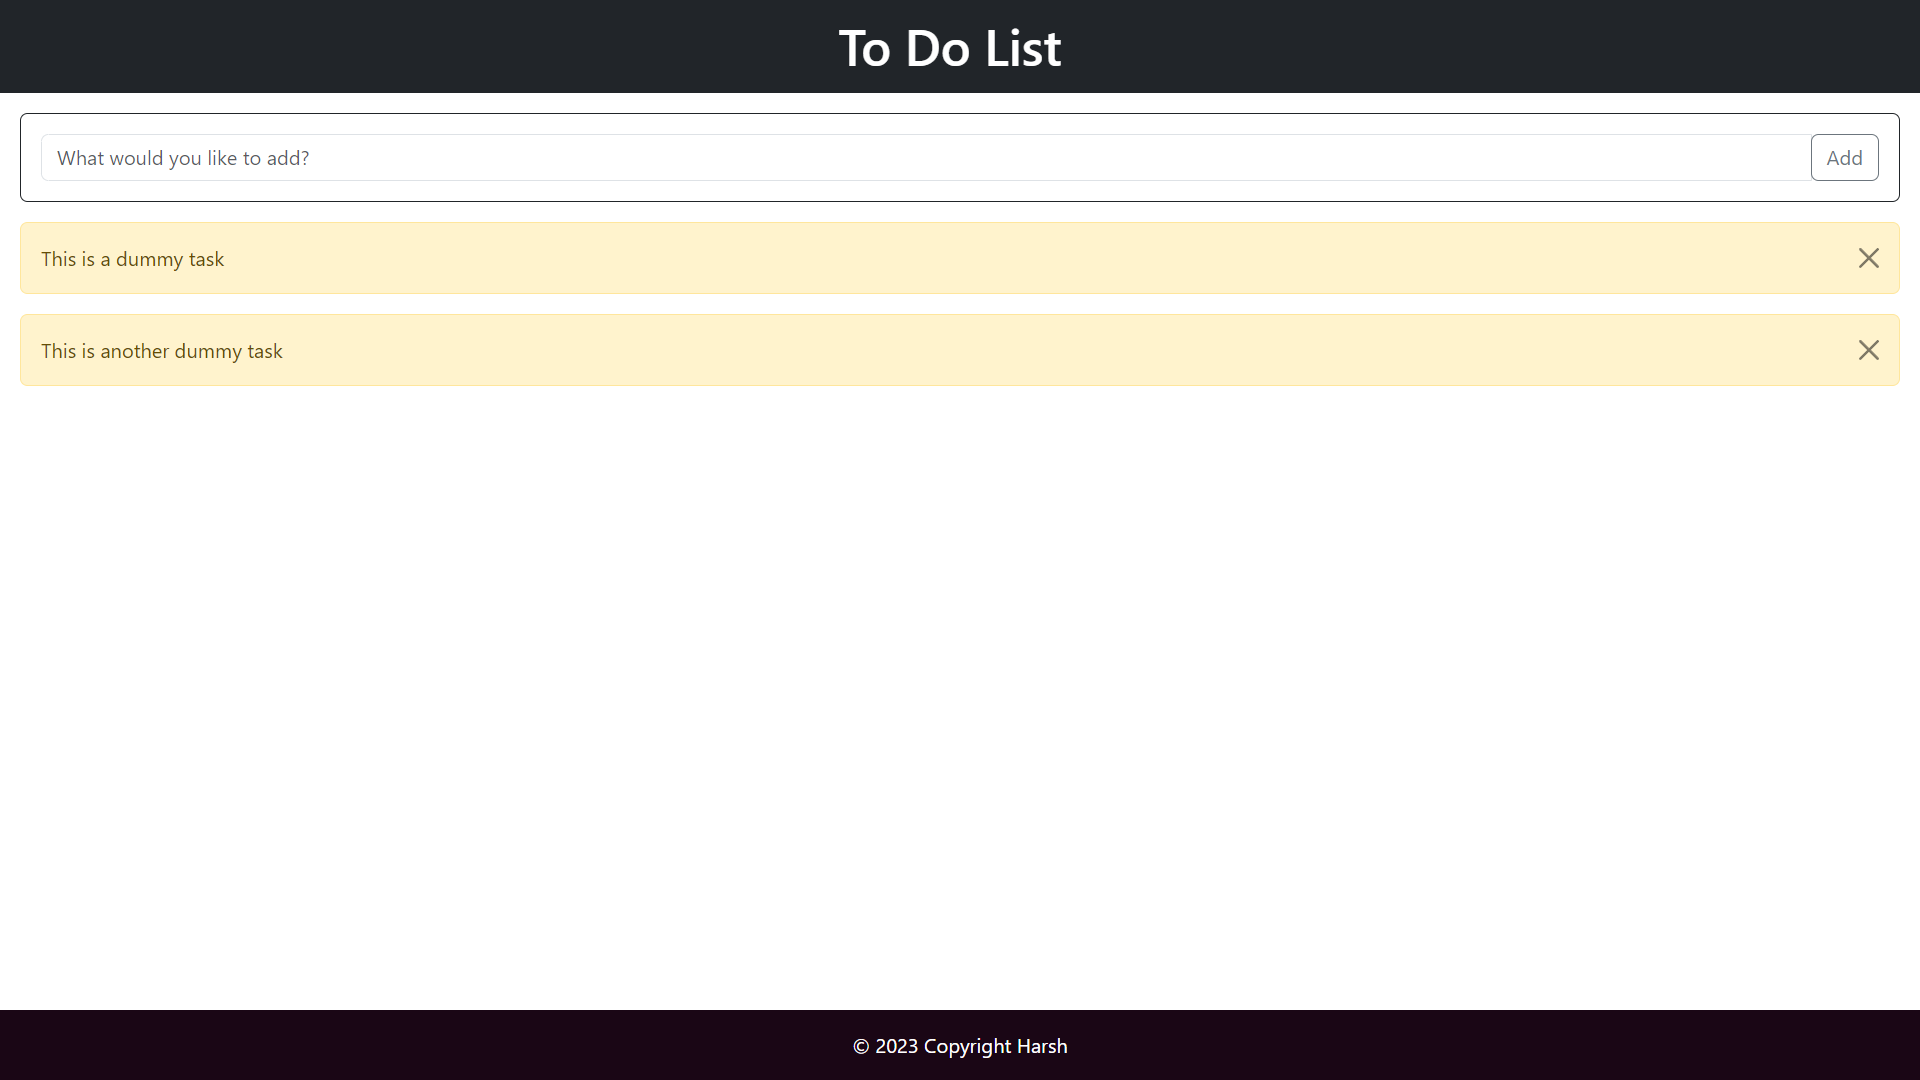 To Do List
What would you like to add?
Add
This is a dummy task
This is another dummy task
© 2023 Copyright Harsh